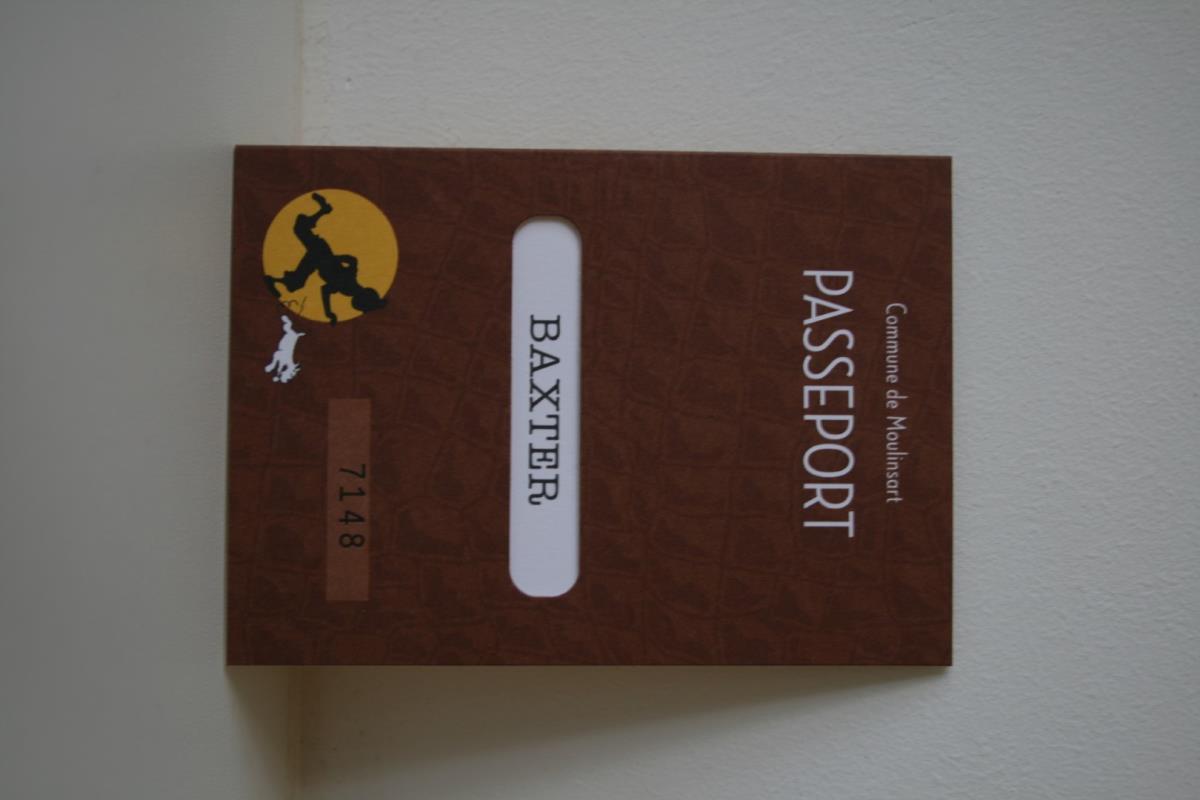 Commune de Moulinsart
PASSEPORT
BAXTER
7148